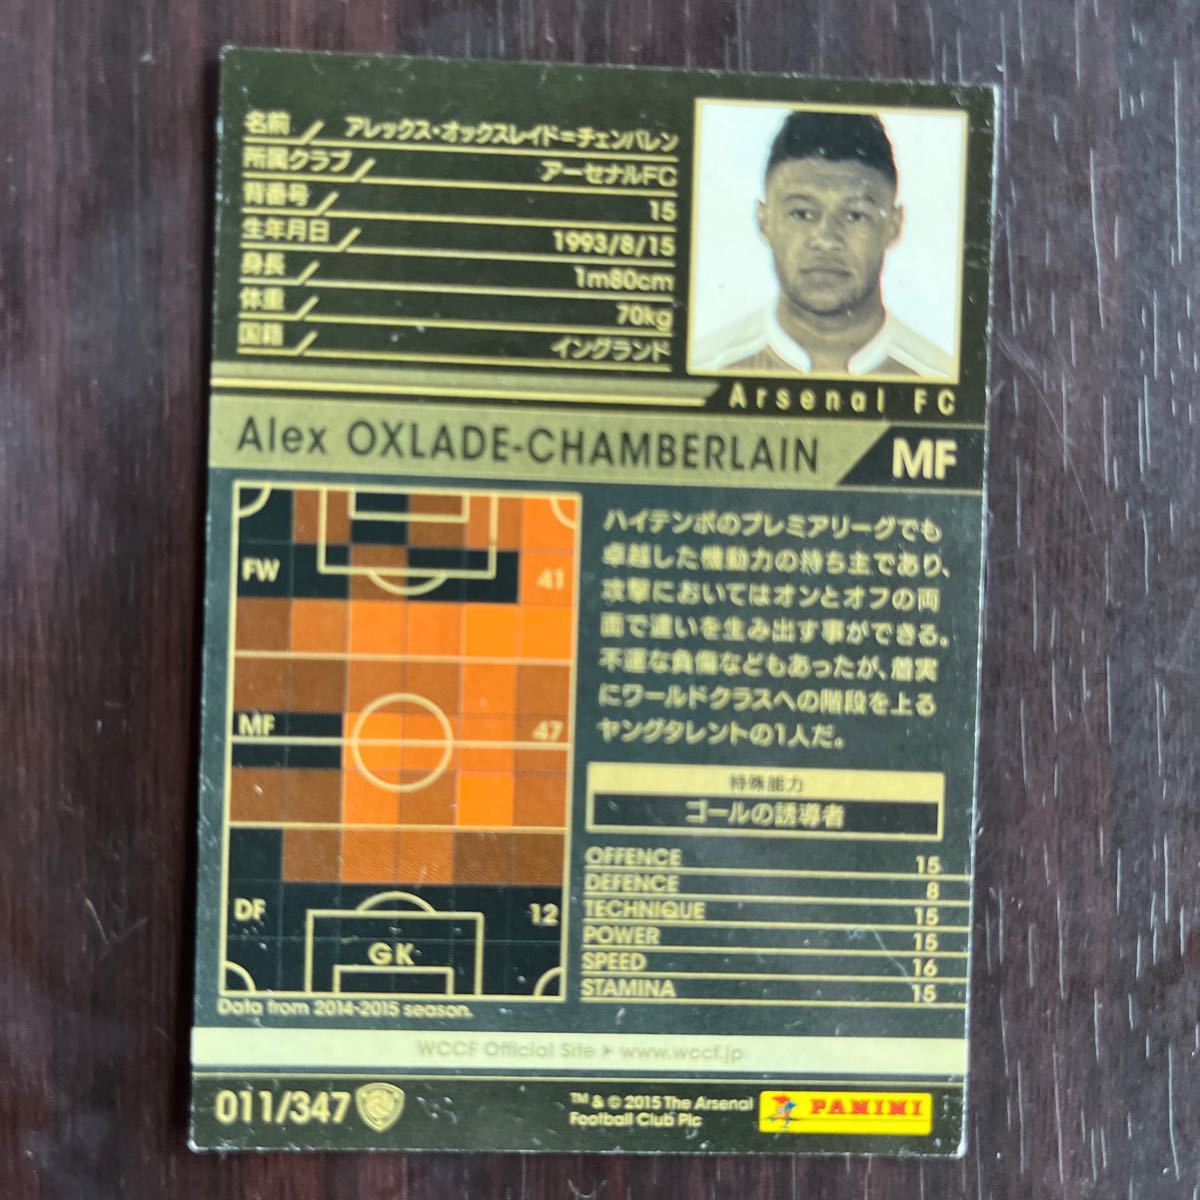 名前 アレックス・オックスレイド=チェンバレン
所属クラブ アーセナルFC
背番号 15
生年月日 1993/8/15
身長 1m80cm
体重 70kg
国籍 イングランド
Arsenal FC
Alex OXLADE-CHAMBERLAIN MF
FW 41
MF 47
DF 12
GK
Data from 2014-2015 season.
ハイテンポのプレミアリーグでも
卓越した機動力の持ち主であり、
攻撃においてはオンとオフの両
面で違いを生み出す事ができる。
不運な負傷などもあったが、着実
にワールドクラスへの階段を上る
ヤングタレントの1人だ。
特殊能力
ゴールの誘導者
OFFENCE 15
DEFENCE 8
TECHNIQUE 15
POWER 15
SPEED 16
STAMINA 15
WCCF Official Site ▶ www.wccf.jp
011/347
™ & © 2015 The Arsenal
Football Club Plc
PANINI